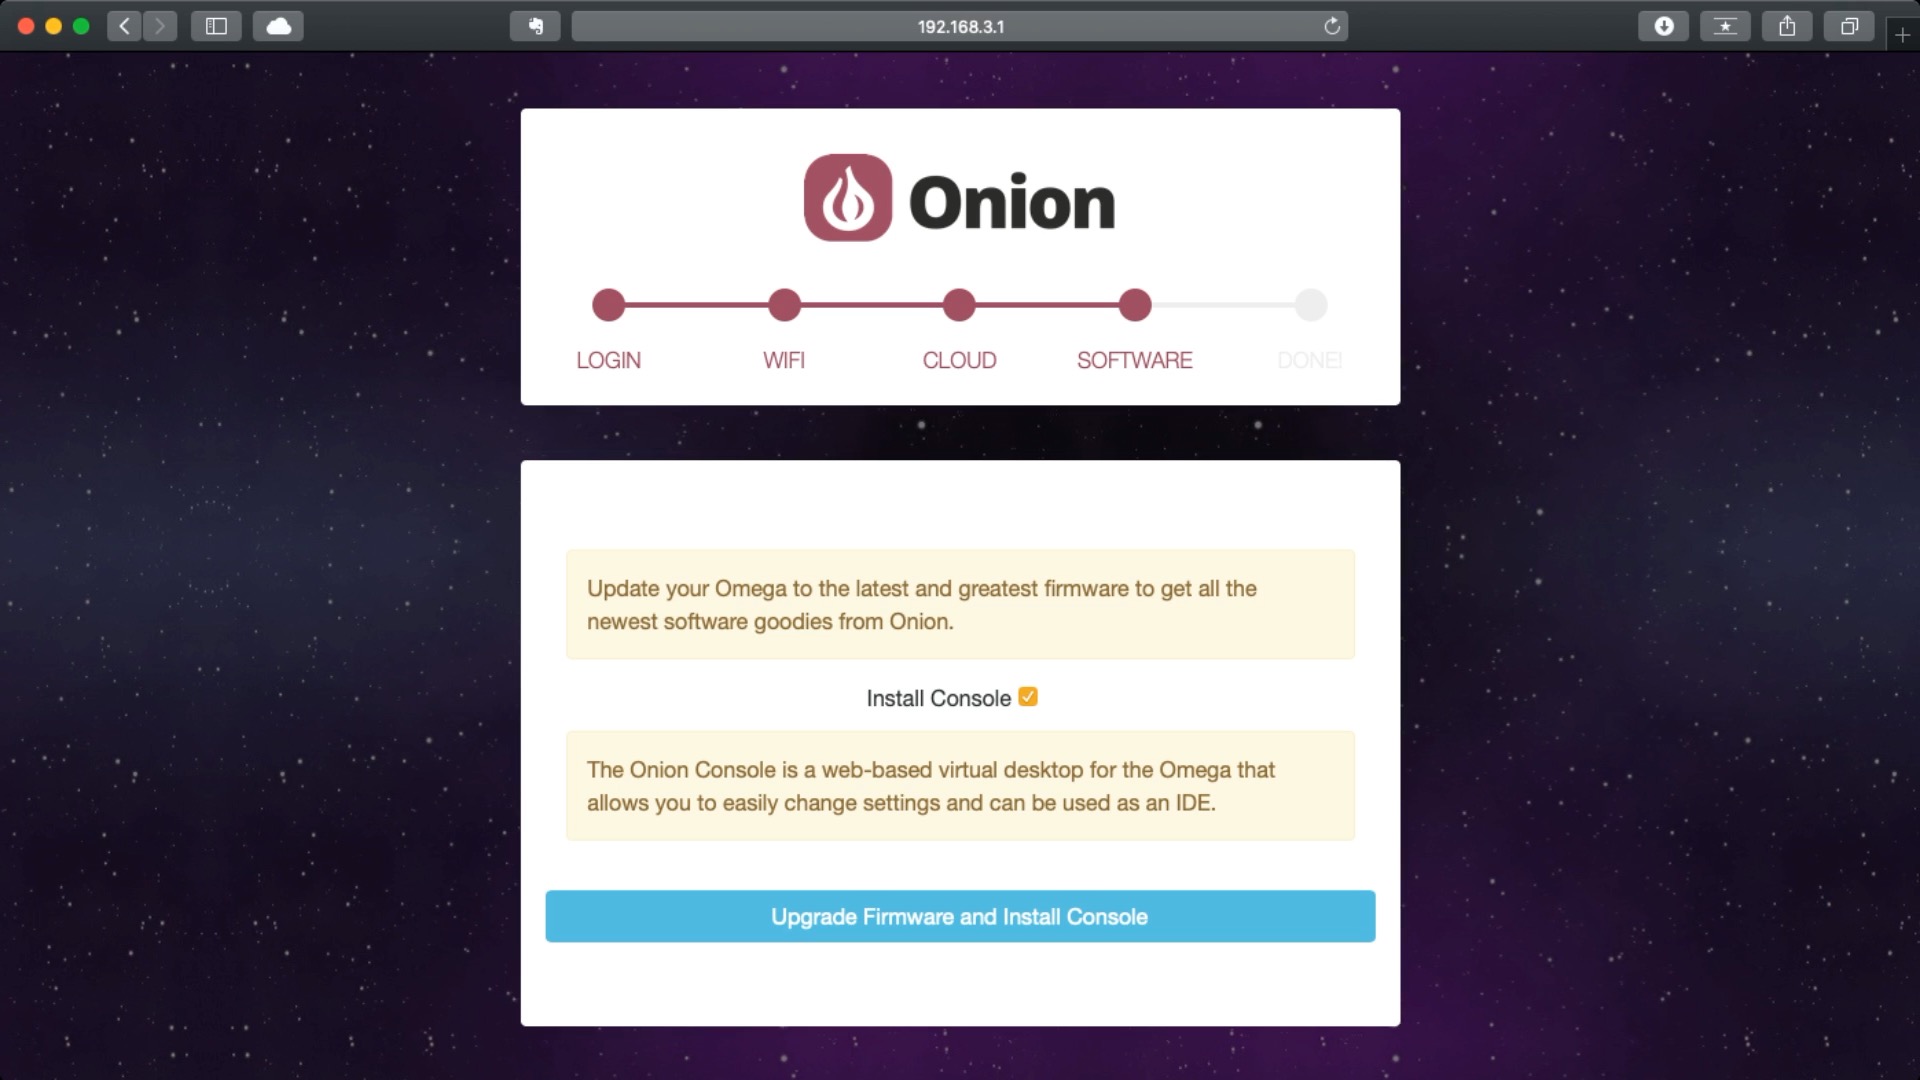 192.168.3.1
Onion
LOGIN WIFI CLOUD SOFTWARE DONE!
Update your Omega to the latest and greatest firmware to get all the
newest software goodies from Onion.
Install Console
The Onion Console is a web-based virtual desktop for the Omega that
allows you to easily change settings and can be used as an IDE.
Upgrade Firmware and Install Console